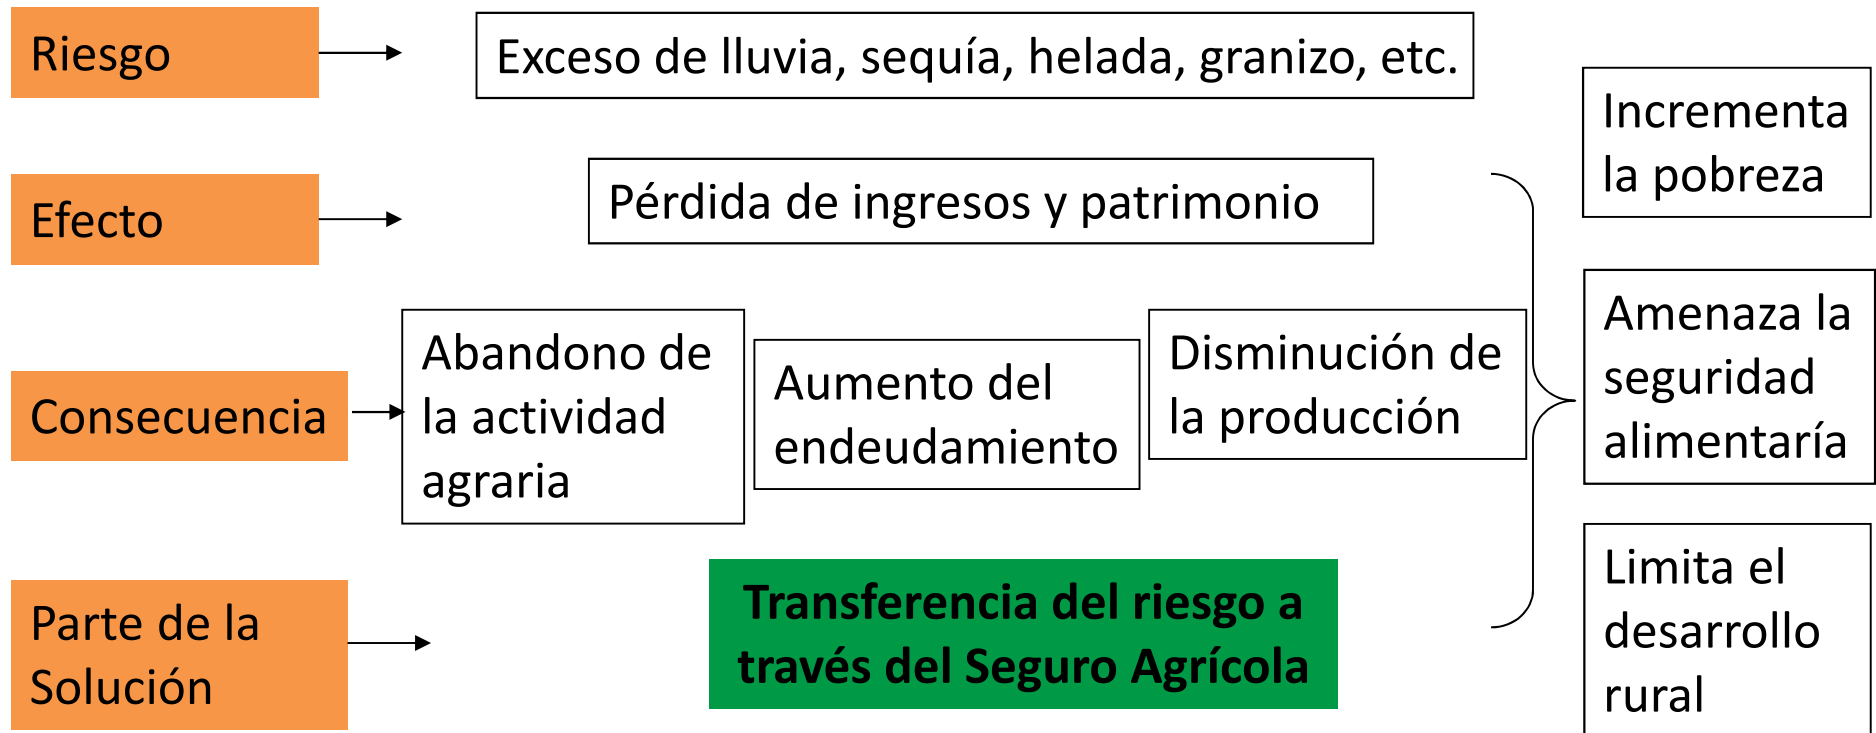 Riesgo
Exceso de lluvia, sequía, helada, granizo, etc.
Efecto
Pérdida de ingresos y patrimonio
Consecuencia
Abandono de
la actividad
agraria
Aumento del
endeudamiento
Disminución de
la producción
Parte de la
Solución
Transferencia del riesgo a
través del Seguro Agrícola
Incrementa
la pobreza
Amenaza la
seguridad
alimentaría
Limita el
desarrollo
rural